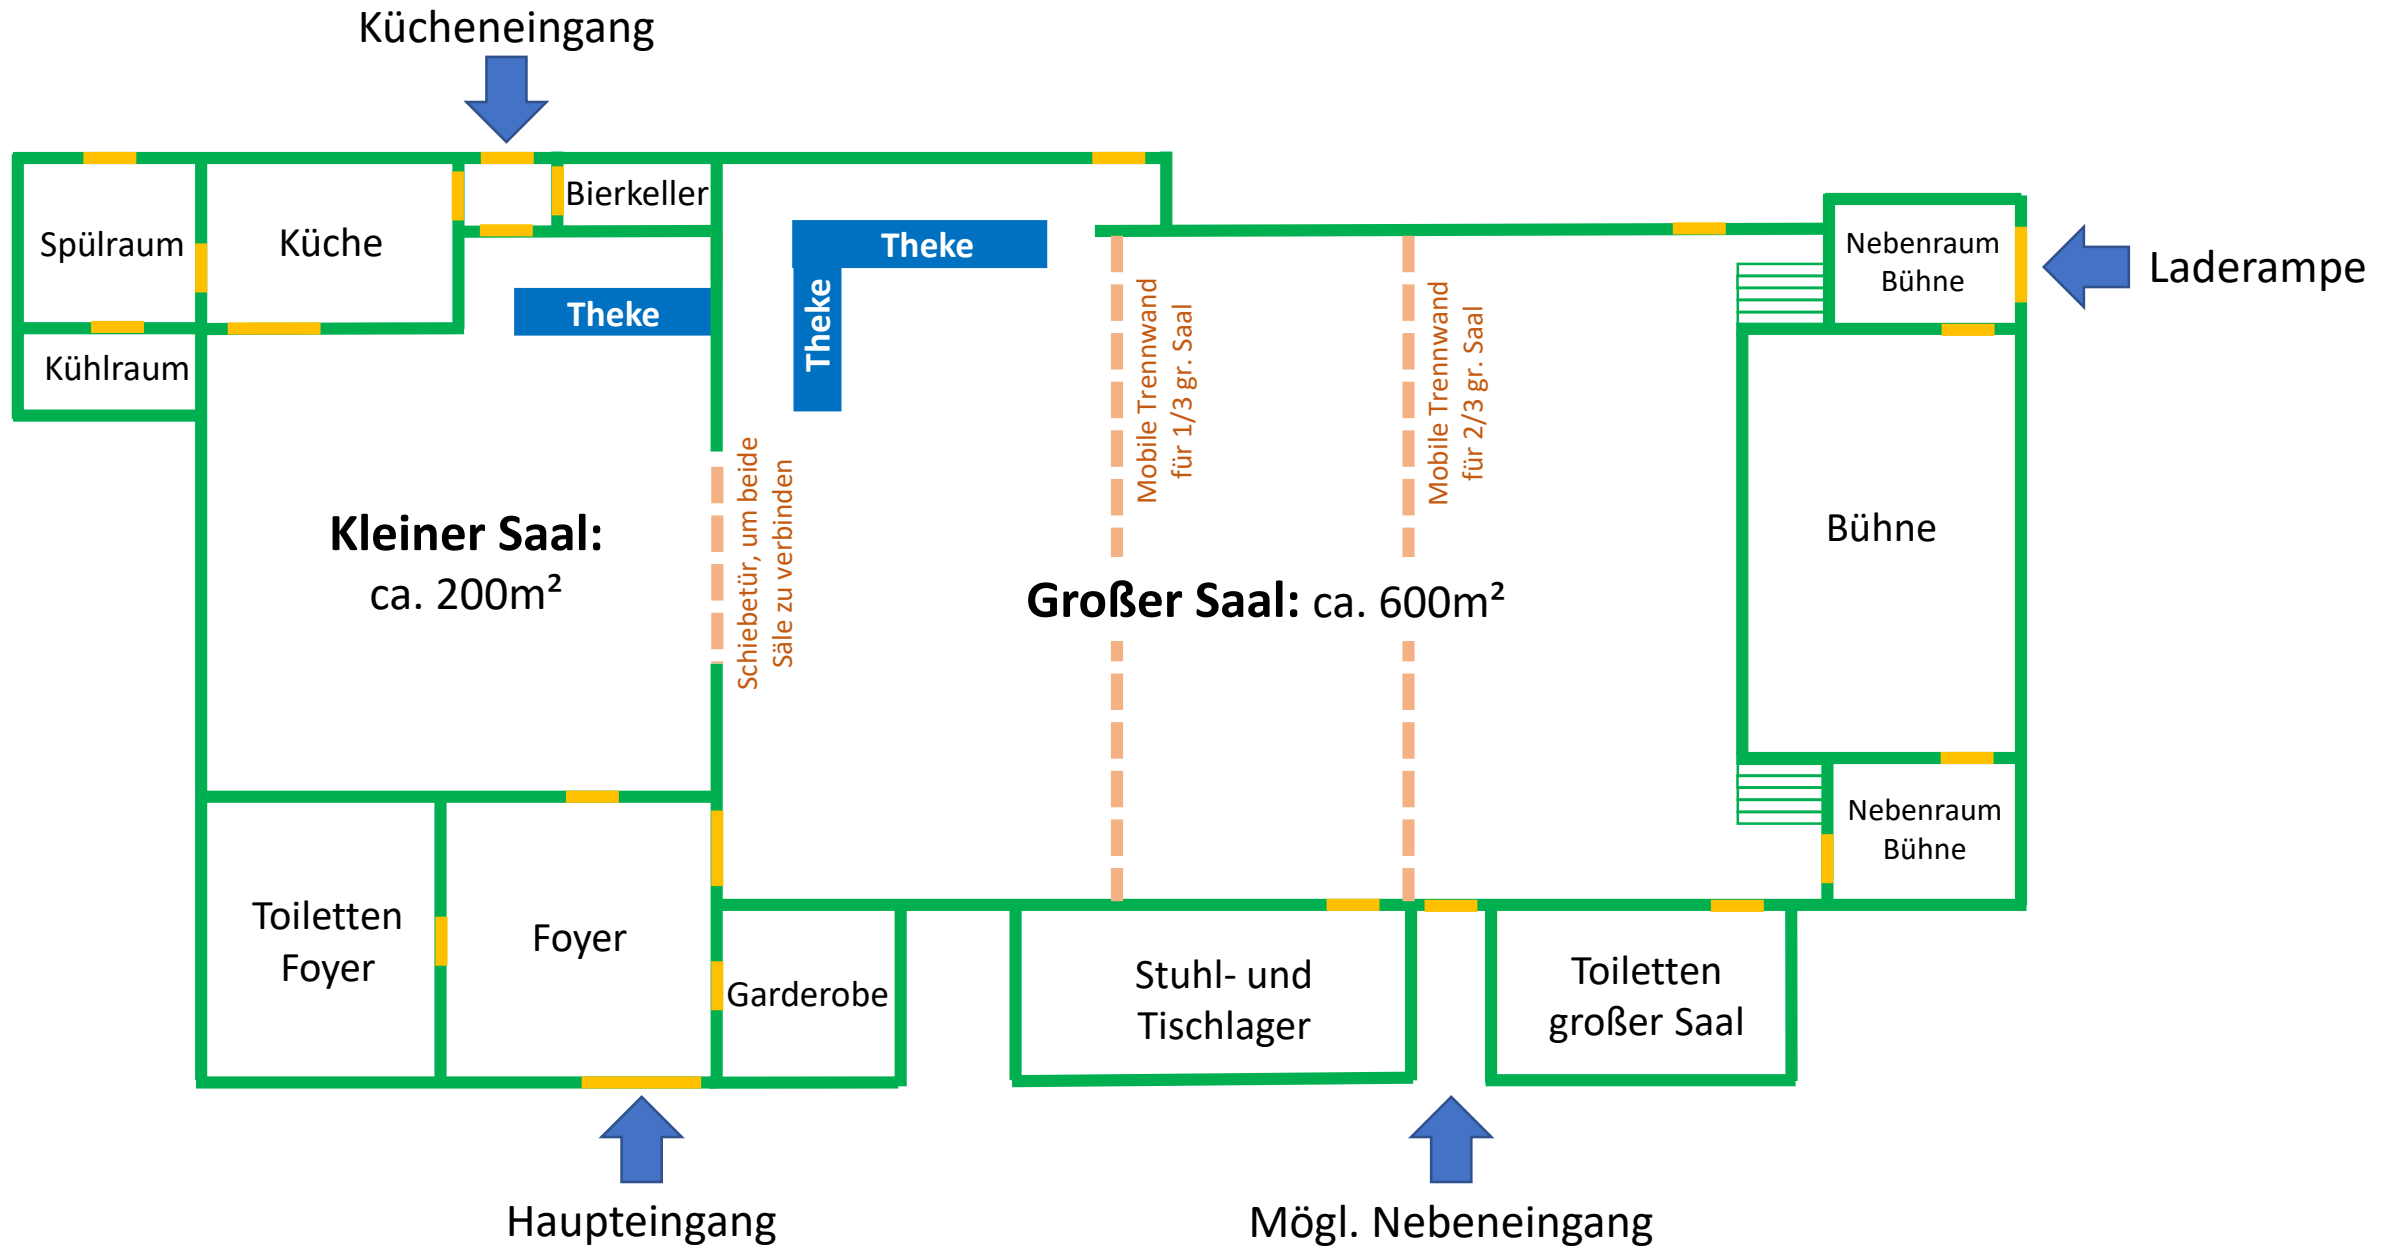 Kücheneingang
Bierkeller
Spülraum
Küche
Theke
Theke
Theke
Nebenraum
Bühne
Laderampe
Kühlraum
Mobile Trennwand
für 1/3 gr. Saal
Mobile Trennwand
für 2/3 gr. Saal
Schiebetür, um beide
Säle zu verbinden
Kleiner Saal:
ca. 200m²
Großer Saal: ca. 600m²
Bühne
Nebenraum
Bühne
Toiletten
Foyer
Foyer
Garderobe
Stuhl- und
Tischlager
Toiletten
großer Saal
Haupteingang
Mögl. Nebeneingang